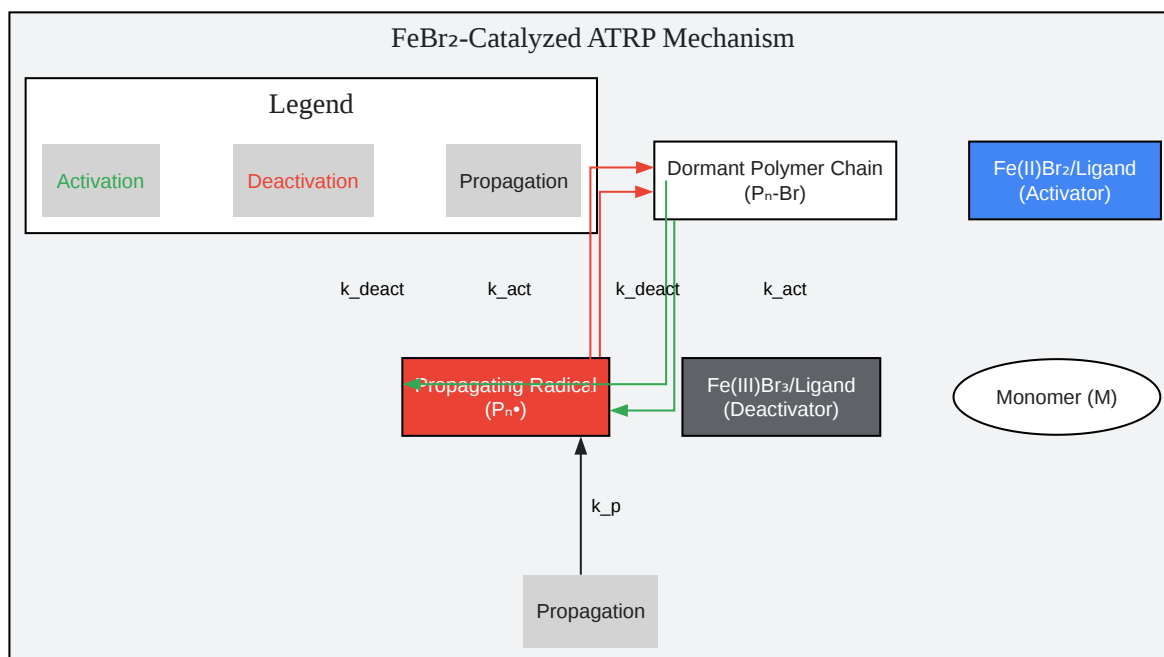 FeBr₂-Catalyzed ATRP Mechanism
Legend
Activation
Deactivation
Propagation
Dormant Polymer Chain
(Pₙ-Br)
Fe(II)Br₂/Ligand
(Activator)
k_deact
k_act
k_deact
k_act
Propagating Radical
(Pₙ•)
Fe(III)Br₃/Ligand
(Deactivator)
Monomer (M)
k_p
Propagation